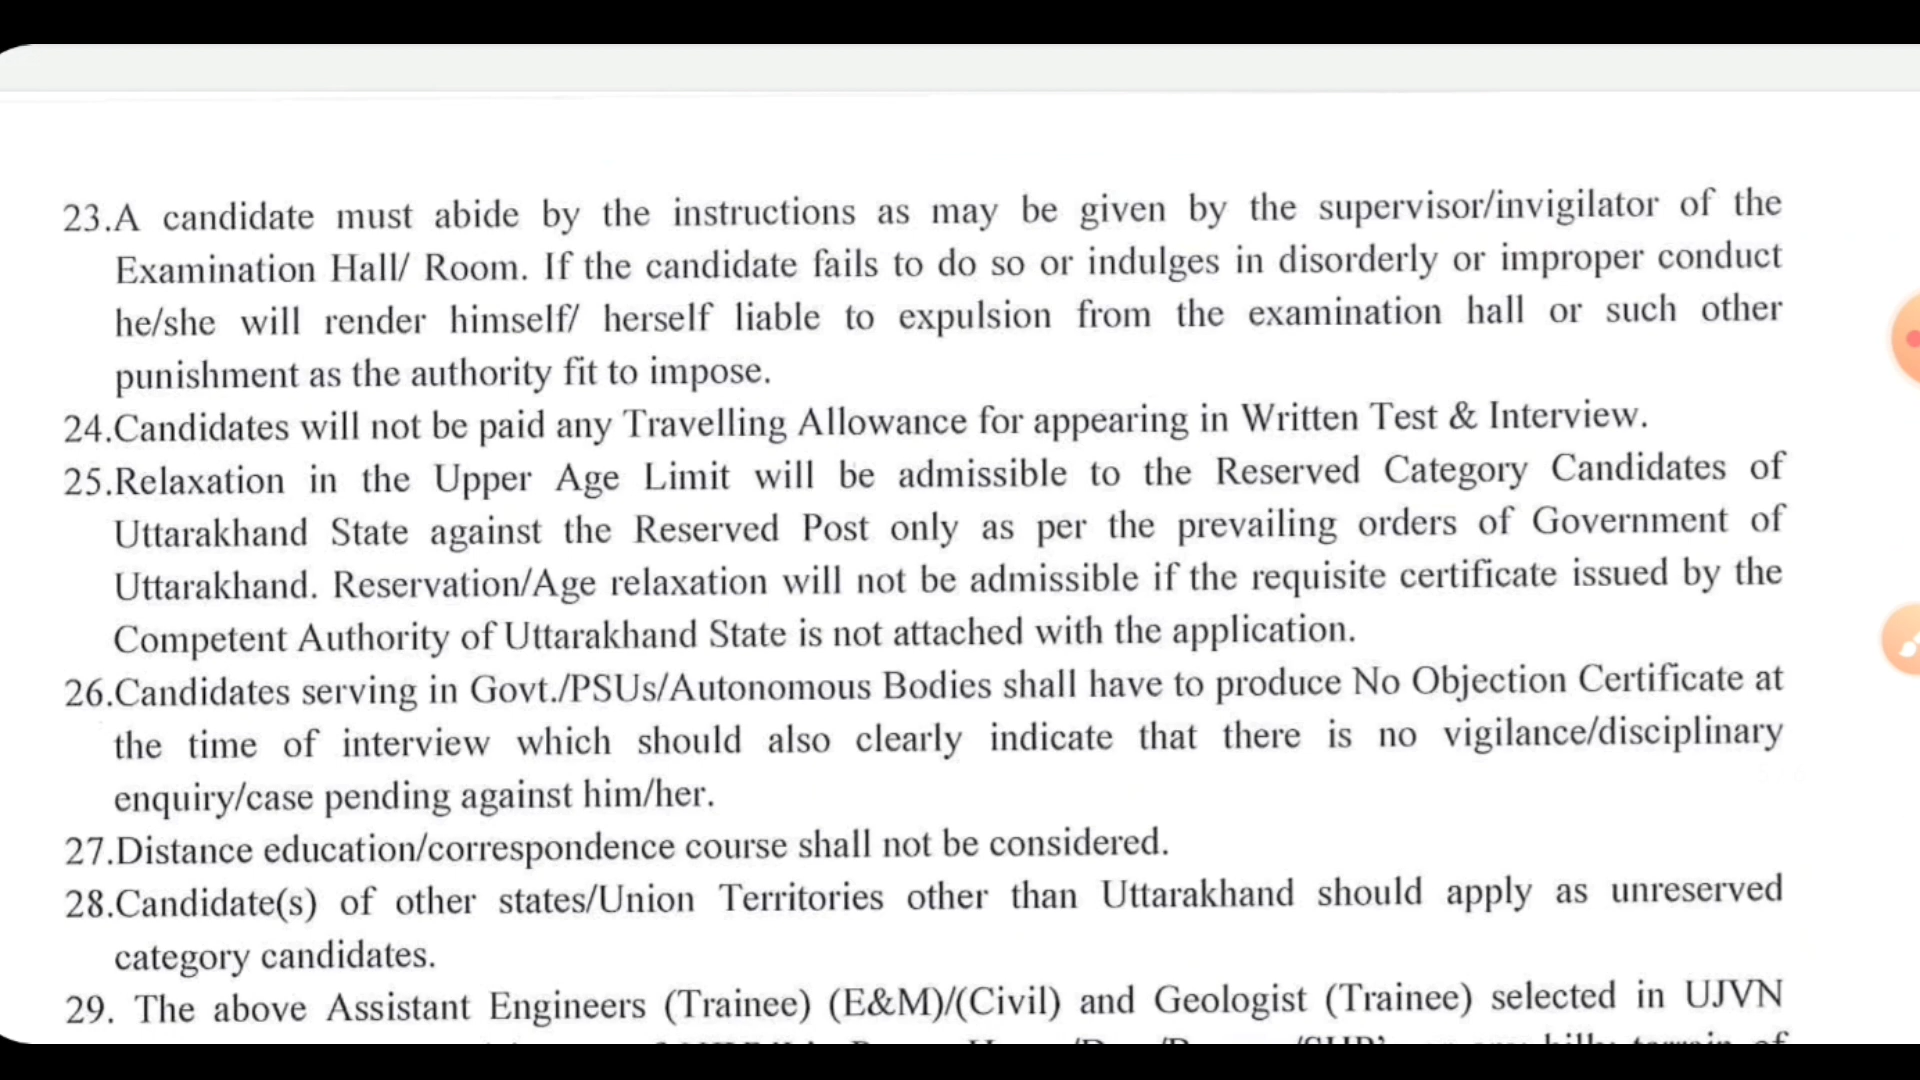 23.A candidate must abide by the instructions as may be given by the supervisor/invigilator of the
Examination Hall/ Room. If the candidate fails to do so or indulges in disorderly or improper conduct
he/she will render himself/ herself liable to expulsion from the examination hall or such other
punishment as the authority fit to impose.
24.Candidates will not be paid any Travelling Allowance for appearing in Written Test & Interview.
25.Relaxation in the Upper Age Limit will be admissible to the Reserved Category Candidates of
Uttarakhand State against the Reserved Post only as per the prevailing orders of Government of
Uttarakhand. Reservation/Age relaxation will not be admissible if the requisite certificate issued by the
Competent Authority of Uttarakhand State is not attached with the application.
26.Candidates serving in Govt./PSUs/Autonomous Bodies shall have to produce No Objection Certificate at
the time of interview which should also clearly indicate that there is no vigilance/disciplinary
enquiry/case pending against him/her.
27.Distance education/correspondence course shall not be considered.
28.Candidate(s) of other states/Union Territories other than Uttarakhand should apply as unreserved
category candidates.
29. The above Assistant Engineers (Trainee) (E&M)/(Civil) and Geologist (Trainee) selected in UJVN
hilly terrain of